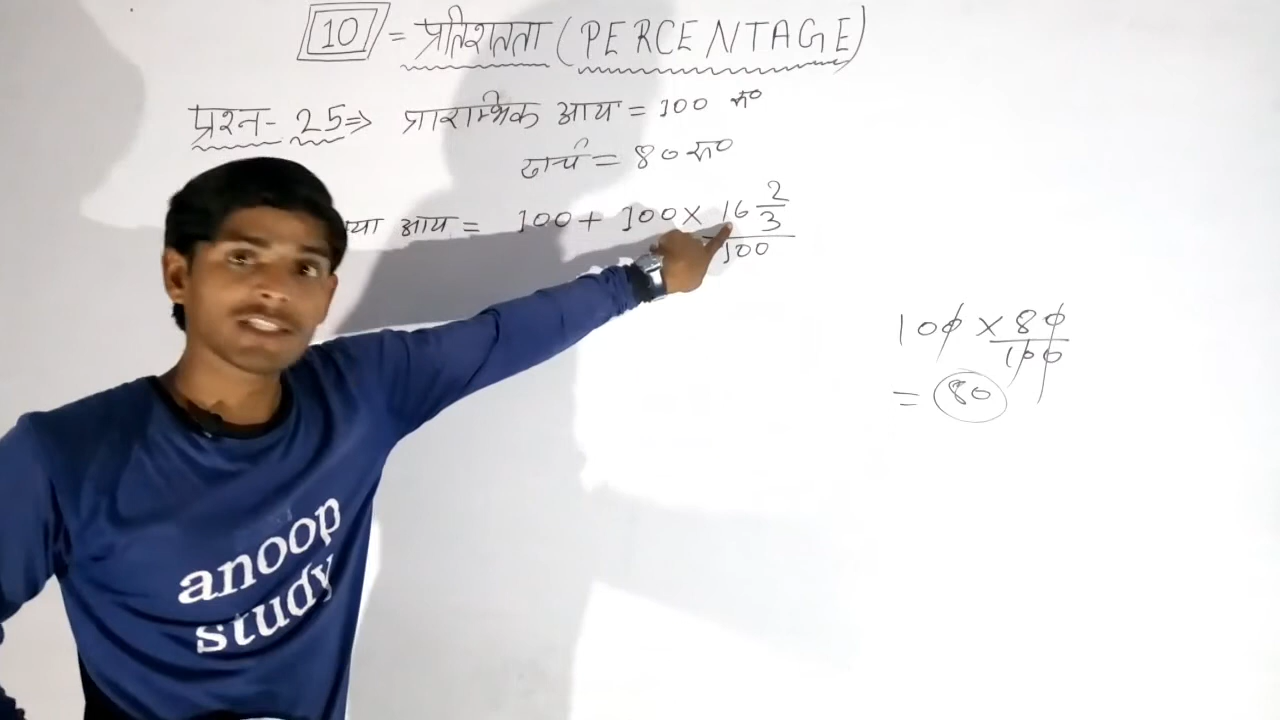 10 = प्रतिशतता (PERCENTAGE)
प्रश्न- 25⇒ प्रारम्भिक आय = 100 रू०
खर्च = 80 रू०
या आय = 100 + 100 × 16 2/3 / 100
100 × 80 / 100
= 80
anoop
study